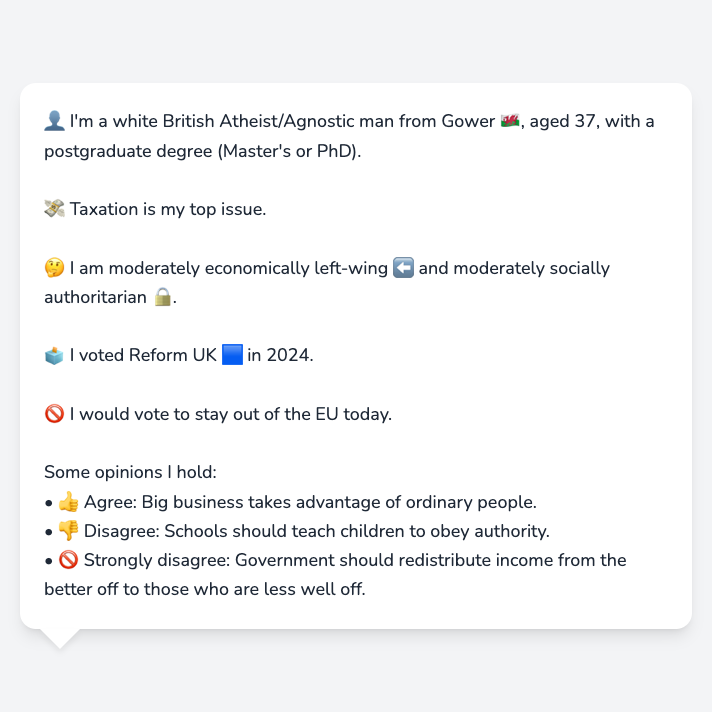 👤 I'm a white British Atheist/Agnostic man from Gower 🏴󠁧󠁢󠁷󠁬󠁳󠁿, aged 37, with a
postgraduate degree (Master's or PhD).
💸 Taxation is my top issue.
🤔 I am moderately economically left-wing ⬅️ and moderately socially
authoritarian 🔒.
🗳️ I voted Reform UK 🟦 in 2024.
🚫 I would vote to stay out of the EU today.
Some opinions I hold:
• 👍 Agree: Big business takes advantage of ordinary people.
• 👎 Disagree: Schools should teach children to obey authority.
• 🚫 Strongly disagree: Government should redistribute income from the
better off to those who are less well off.